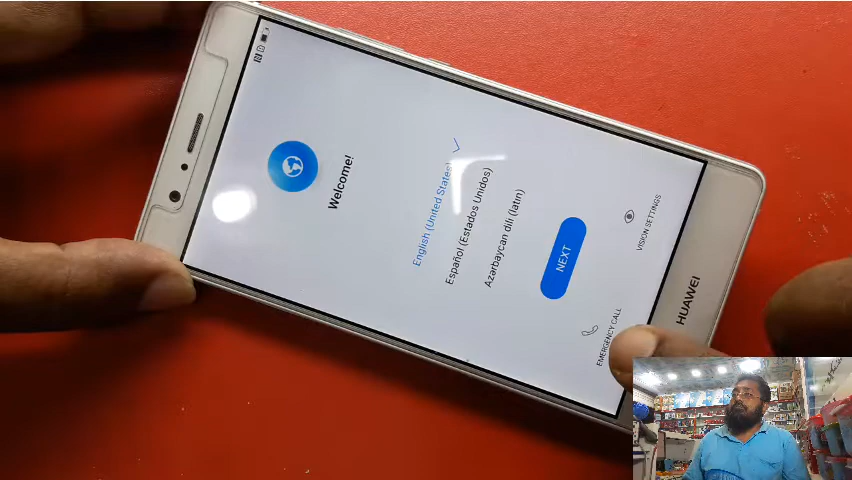 Welcome!
English (United States)
Español (Estados Unidos)
Azərbaycan dili (latın)
NEXT
EMERGENCY CALL
VISION SETTINGS
HUAWEI